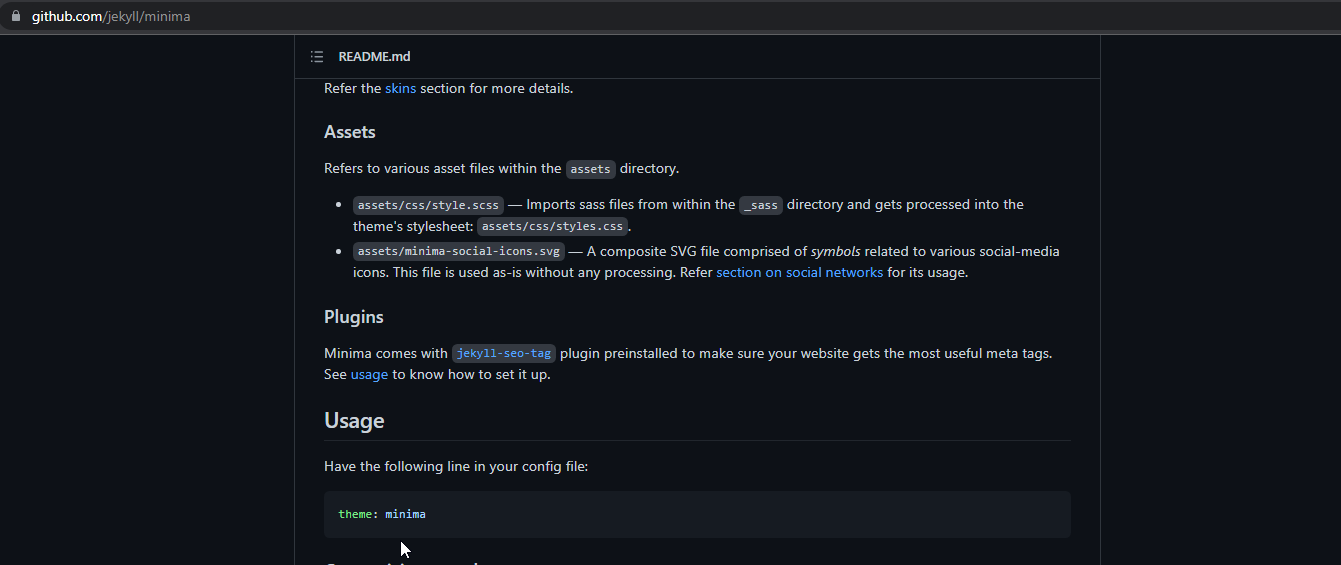 github.com/jekyll/minima
README.md
Refer the skins section for more details.
Assets
Refers to various asset files within the assets directory.
assets/css/style.scss — Imports sass files from within the _sass directory and gets processed into the
theme's stylesheet: assets/css/styles.css.
assets/minima-social-icons.svg — A composite SVG file comprised of symbols related to various social-media
icons. This file is used as-is without any processing. Refer section on social networks for its usage.
Plugins
Minima comes with jekyll-seo-tag plugin preinstalled to make sure your website gets the most useful meta tags.
See usage to know how to set it up.
Usage
Have the following line in your config file:
theme: minima